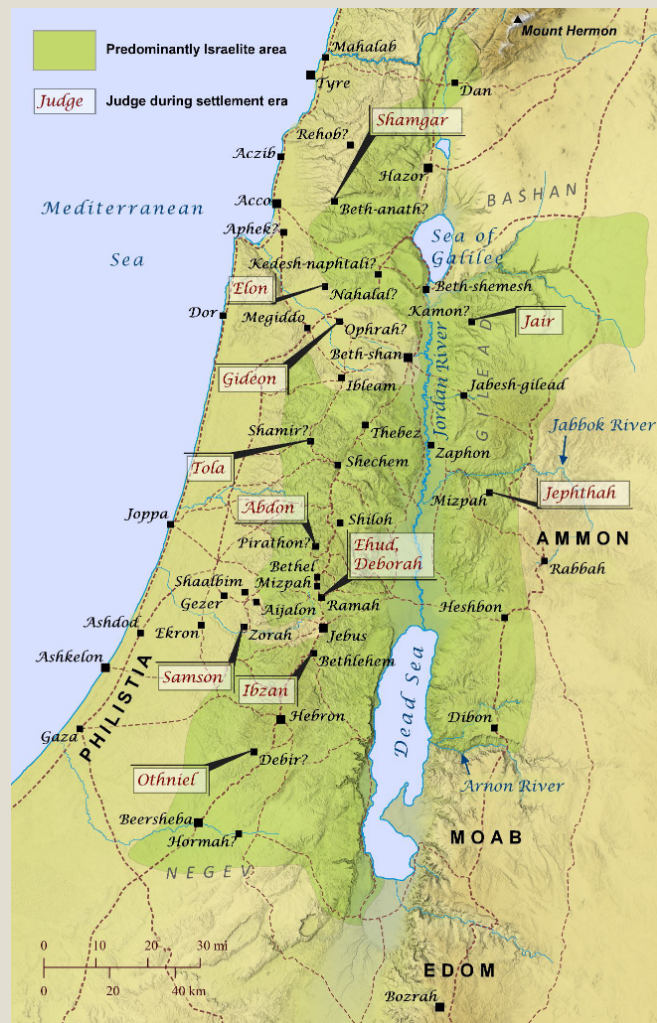 Predominantly Israelite area
Judge
Judge during settlement era
Mount Hermon
Mahalab
Tyre
Dan
Shamgar
Rehob?
Aczib
Hazor
BASHAN
Mediterranean
Sea
Acco
Beth-anath?
Aphek?
Sea of
Galilee
Kedesh-naphtali?
Elon
Nahalal?
Beth-shemesh
Kamon?
Jair
Dor
Megiddo
Ophrah?
Gideon
Beth-shan
Jordan River
GILEAD
Ibleam
Jabesh-gilead
Shamir?
Thebez
Jabbok River
Tola
Shechem
Zaphon
Mizpah
Jephthah
Abdon
Joppa
Shiloh
Pirathon?
Ehud,
Deborah
AMMON
Bethel
Mizpah
Rabbah
Shaalbim
Gezer
Aijalon
Ramah
Heshbon
Ashdod
Ekron
Zorah
Jebus
Ashkelon
Bethlehem
Samson
Ibzan
PHILISTIA
Dead Sea
Hebron
Dibon
Gaza
Debir?
Othniel
Arnon River
Beersheba
Hormah?
MOAB
NEGEV
0 10 20 30 mi
0 20 40 km
EDOM
Bozrah